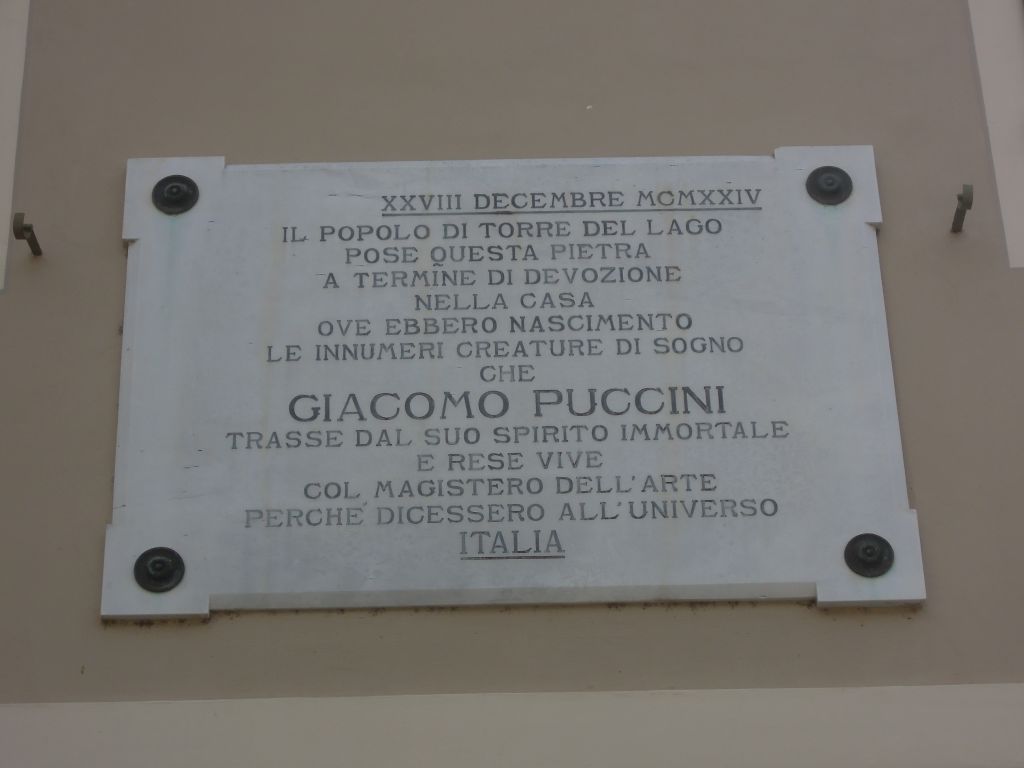 XXVIII DECEMBRE MCMXXIV
IL POPOLO DI TORRE DEL LAGO
POSE QUESTA PIETRA
A TERMINE DI DEVOZIONE
NELLA CASA
OVE EBBERO NASCIMENTO
LE INNUMERI CREATURE DI SOGNO
CHE
GIACOMO PUCCINI
TRASSE DAL SUO SPIRITO IMMORTALE
E RESE VIVE
COL MAGISTERO DELL'ARTE
PERCHE' DICESSERO ALL'UNIVERSO
ITALIA